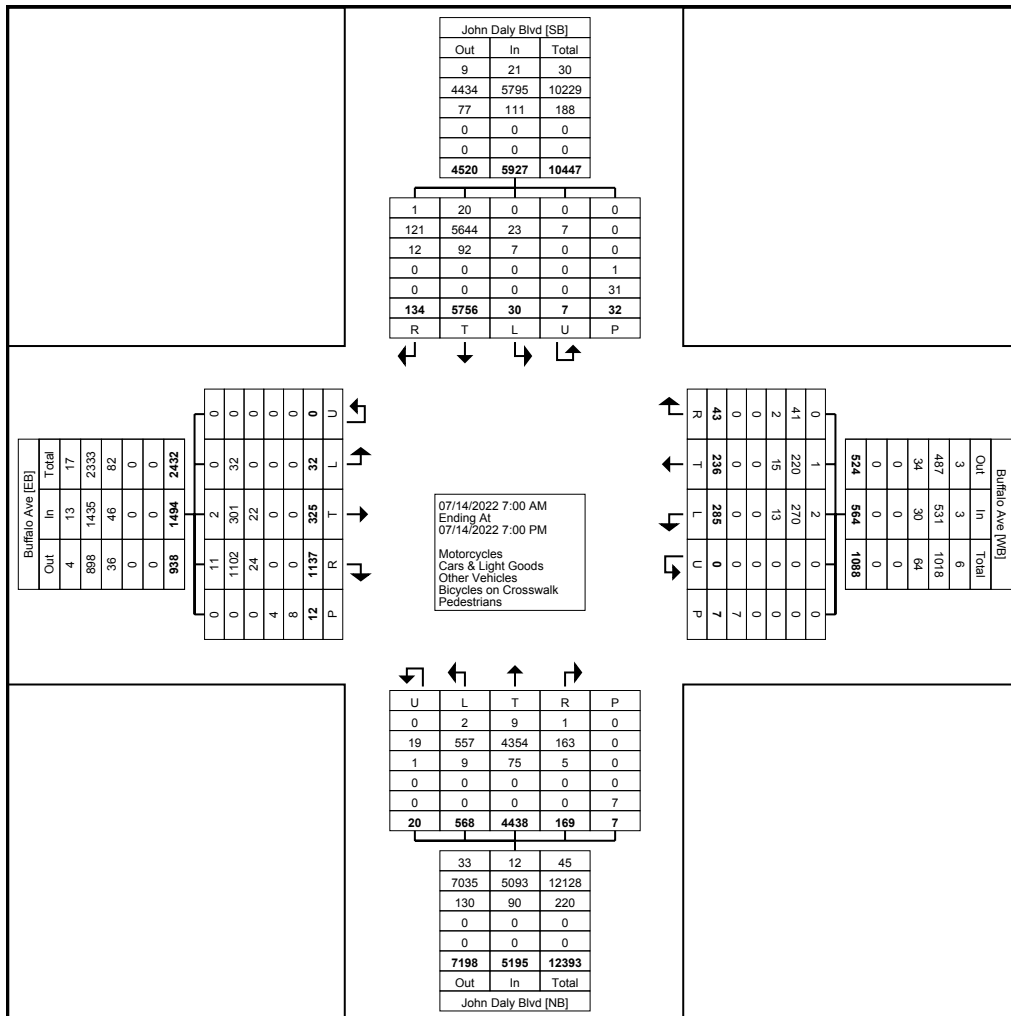 John Daly Blvd [SB]
Out In Total
9 21 30
4434 5795 10229
77 111 188
0 0 0
0 0 0
4520 5927 10447
1 20 0 0 0
121 5644 23 7 0
12 92 7 0 0
0 0 0 0 1
0 0 0 0 31
134 5756 30 7 32
R T L U P
Buffalo Ave [EB]
Total 17 2333 82 0 0 2432
In 13 1435 46 0 0 1494
Out 4 898 36 0 0 938
0 0 0 0 0 0 U
0 32 0 0 0 32 L
2 301 22 0 0 325 T
11 1102 24 0 0 1137 R
0 0 0 4 8 12 P
07/14/2022 7:00 AM
Ending At
07/14/2022 7:00 PM
Motorcycles
Cars & Light Goods
Other Vehicles
Bicycles on Crosswalk
Pedestrians
R 43 0 0 2 41 0
T 236 0 0 15 220 1
L 285 0 0 13 270 2
U 0 0 0 0 0 0
P 7 7 0 0 0 0
Buffalo Ave [WB]
Out In Total
3 3 6
487 531 1018
34 30 64
0 0 0
0 0 0
524 564 1088
U L T R P
0 2 9 1 0
19 557 4354 163 0
1 9 75 5 0
0 0 0 0 0
0 0 0 0 7
20 568 4438 169 7
33 12 45
7035 5093 12128
130 90 220
0 0 0
0 0 0
7198 5195 12393
Out In Total
John Daly Blvd [NB]